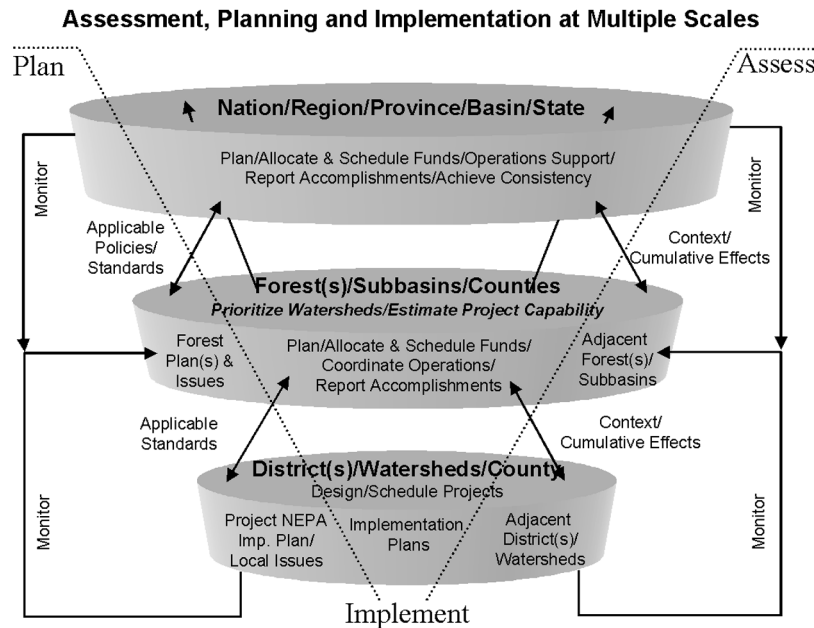 Assessment, Planning and Implementation at Multiple Scales
Plan
Assess
Nation/Region/Province/Basin/State
Plan/Allocate & Schedule Funds/Operations Support/
Report Accomplishments/Achieve Consistency
Monitor
Monitor
Applicable
Policies/
Standards
Context/
Cumulative Effects
Forest(s)/Subbasins/Counties
Prioritize Watersheds/Estimate Project Capability
Forest
Plan(s) &
Issues
Plan/Allocate & Schedule Funds/
Coordinate Operations/
Report Accomplishments
Adjacent
Forest(s)/
Subbasins
Applicable
Standards
Context/
Cumulative Effects
District(s)/Watersheds/County
Design/Schedule Projects
Project NEPA
Imp. Plan/
Local Issues
Implementation
Plans
Adjacent
District(s)/
Watersheds
Monitor
Monitor
Implement